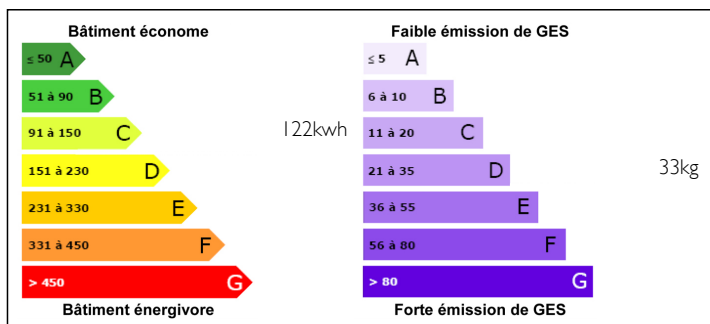 Bâtiment économe
≤ 50 A
51 à 90 B
91 à 150 C
151 à 230 D
231 à 330 E
331 à 450 F
> 450 G
Bâtiment énergivore
122kwh
Faible émission de GES
≤ 5 A
6 à 10 B
11 à 20 C
21 à 35 D
36 à 55 E
56 à 80 F
> 80 G
Forte émission de GES
33kg